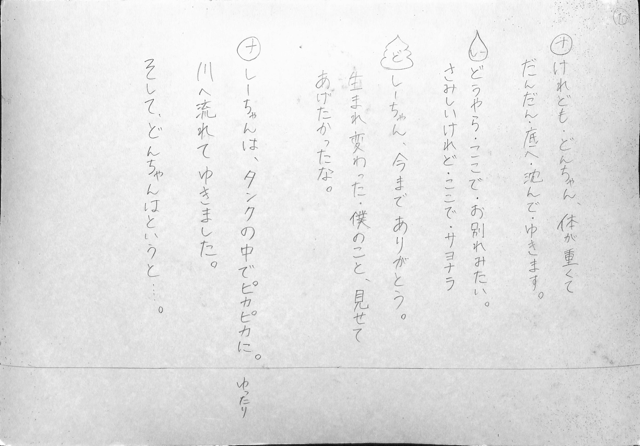 ⑩
ナ けれども・どんちゃん、体が重くて
だんだん・底へ・沈んで・ゆきます。
し どうやら・ここで・お別れみたい。
さみしいけれど・ここで・サヨナラ
ど しーちゃん、今まで ありがとう。
生まれ変わった・僕のこと、見せて
あげたかったな。
ナ しーちゃんは、タンクの中でピカピカに。 ゆったり
川へ流れて ゆきました。
そして、どんちゃんはというと…。